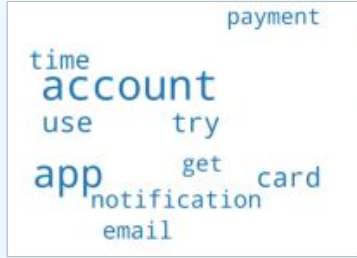 payment
time
account
use try
app get card
notification
email